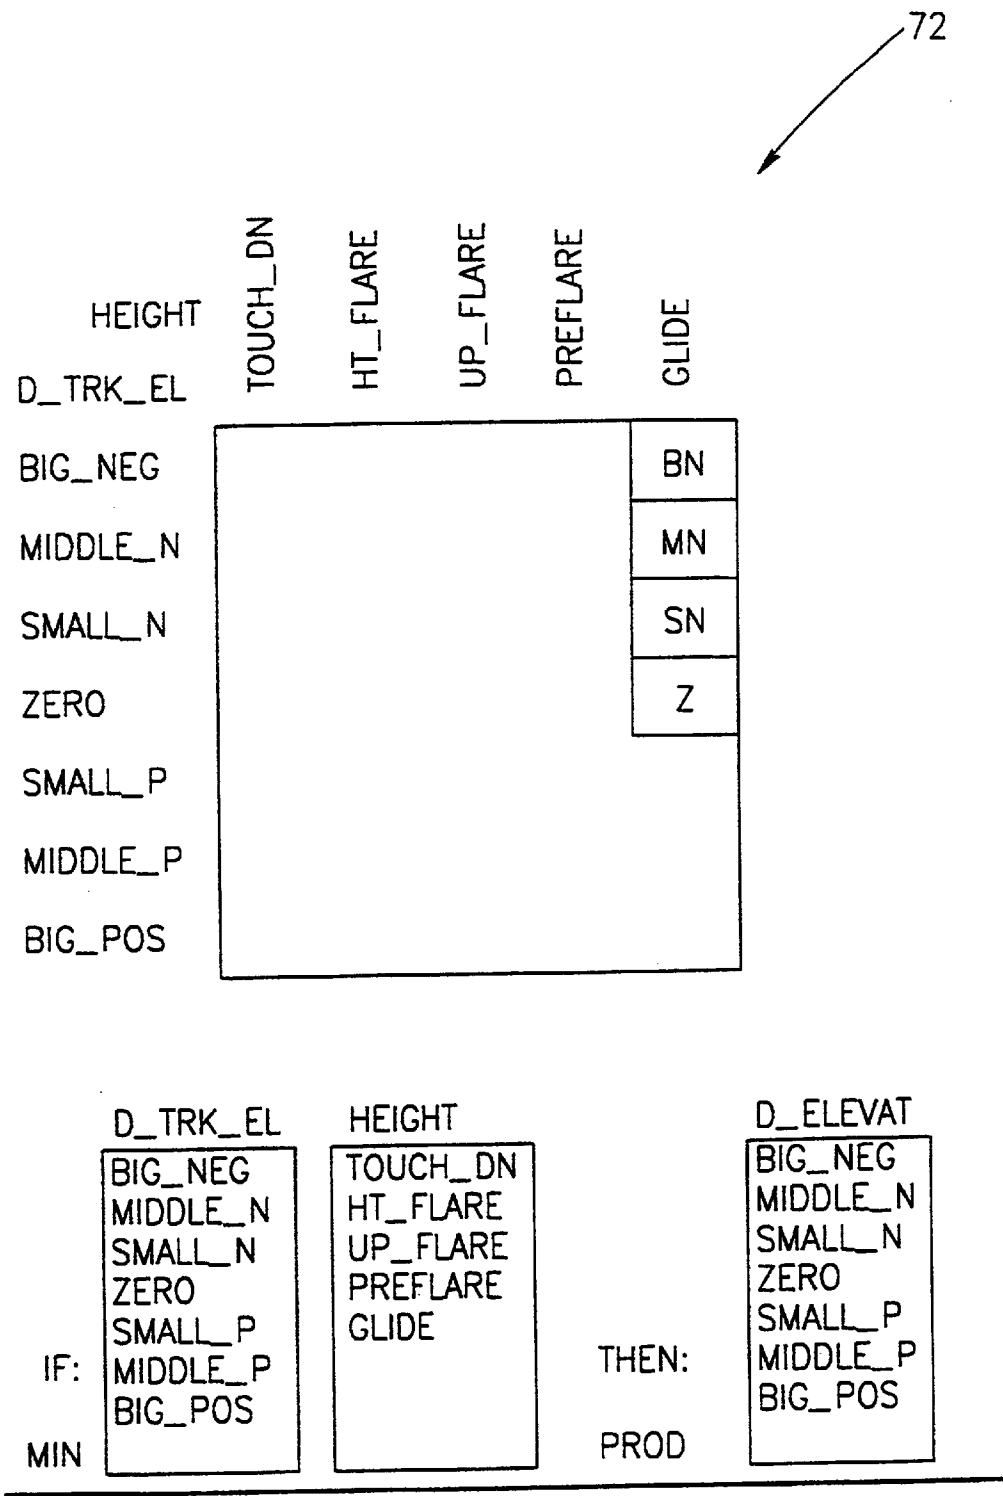 72
HEIGHT TOUCH_DN HT_FLARE UP_FLARE PREFLARE GLIDE
D_TRK_EL
BIG_NEG BN
MIDDLE_N MN
SMALL_N SN
ZERO Z
SMALL_P
MIDDLE_P
BIG_POS
D_TRK_EL HEIGHT D_ELEVAT
BIG_NEG TOUCH_DN BIG_NEG
MIDDLE_N HT_FLARE MIDDLE_N
SMALL_N UP_FLARE SMALL_N
ZERO PREFLARE ZERO
SMALL_P GLIDE SMALL_P
IF: MIDDLE_P THEN: MIDDLE_P
BIG_POS BIG_POS
MIN PROD